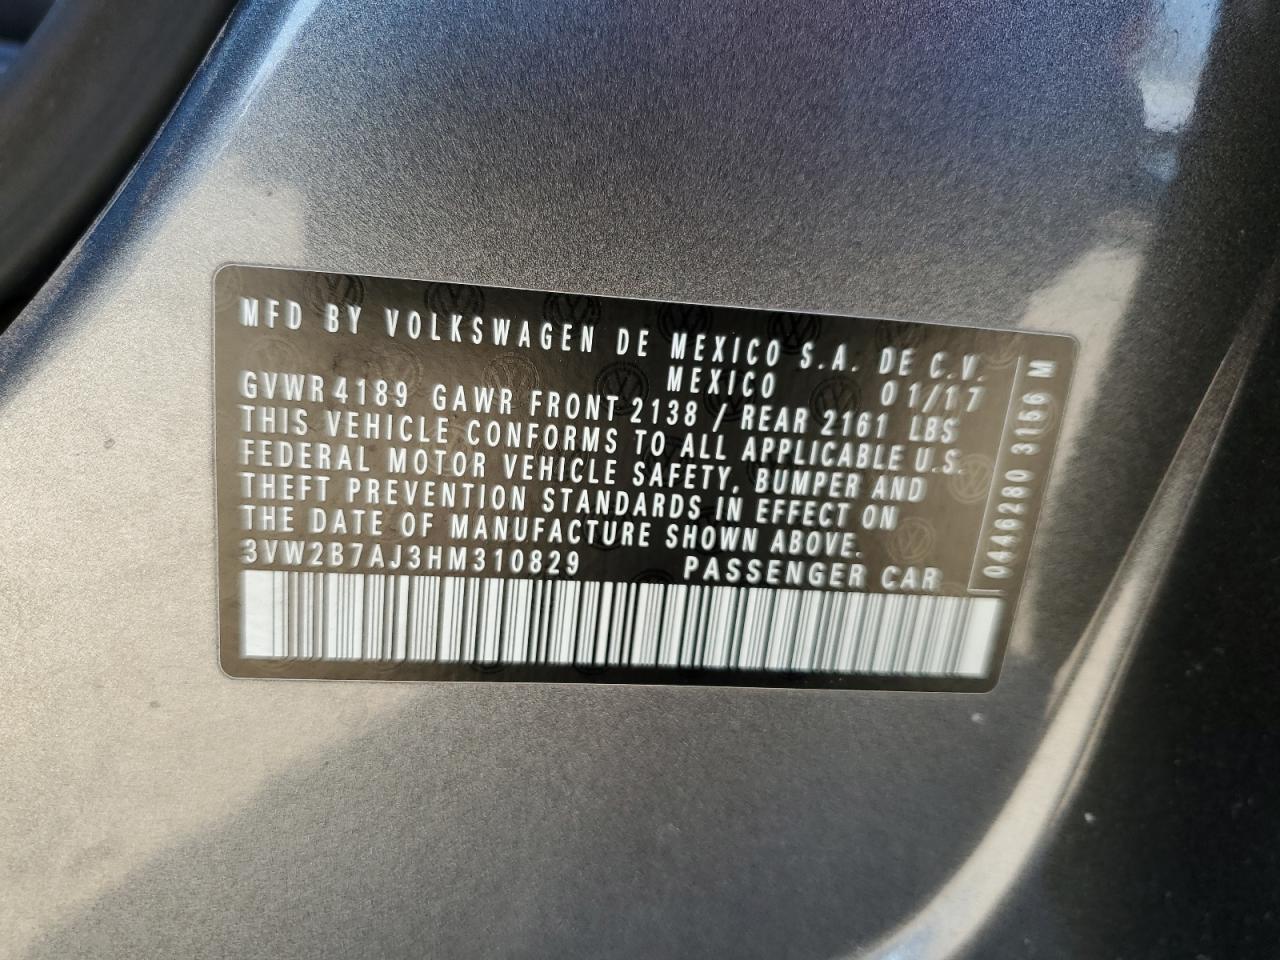 MFD BY VOLKSWAGEN DE MEXICO S.A. DE C.V.
MEXICO 01/17
GVWR 4189 GAWR FRONT 2138 / REAR 2161 LBS
THIS VEHICLE CONFORMS TO ALL APPLICABLE U.S.
FEDERAL MOTOR VEHICLE SAFETY, BUMPER AND
THEFT PREVENTION STANDARDS IN EFFECT ON
THE DATE OF MANUFACTURE SHOWN ABOVE.
3VW2B7AJ3HM310829 PASSENGER CAR
0446280 3166 M